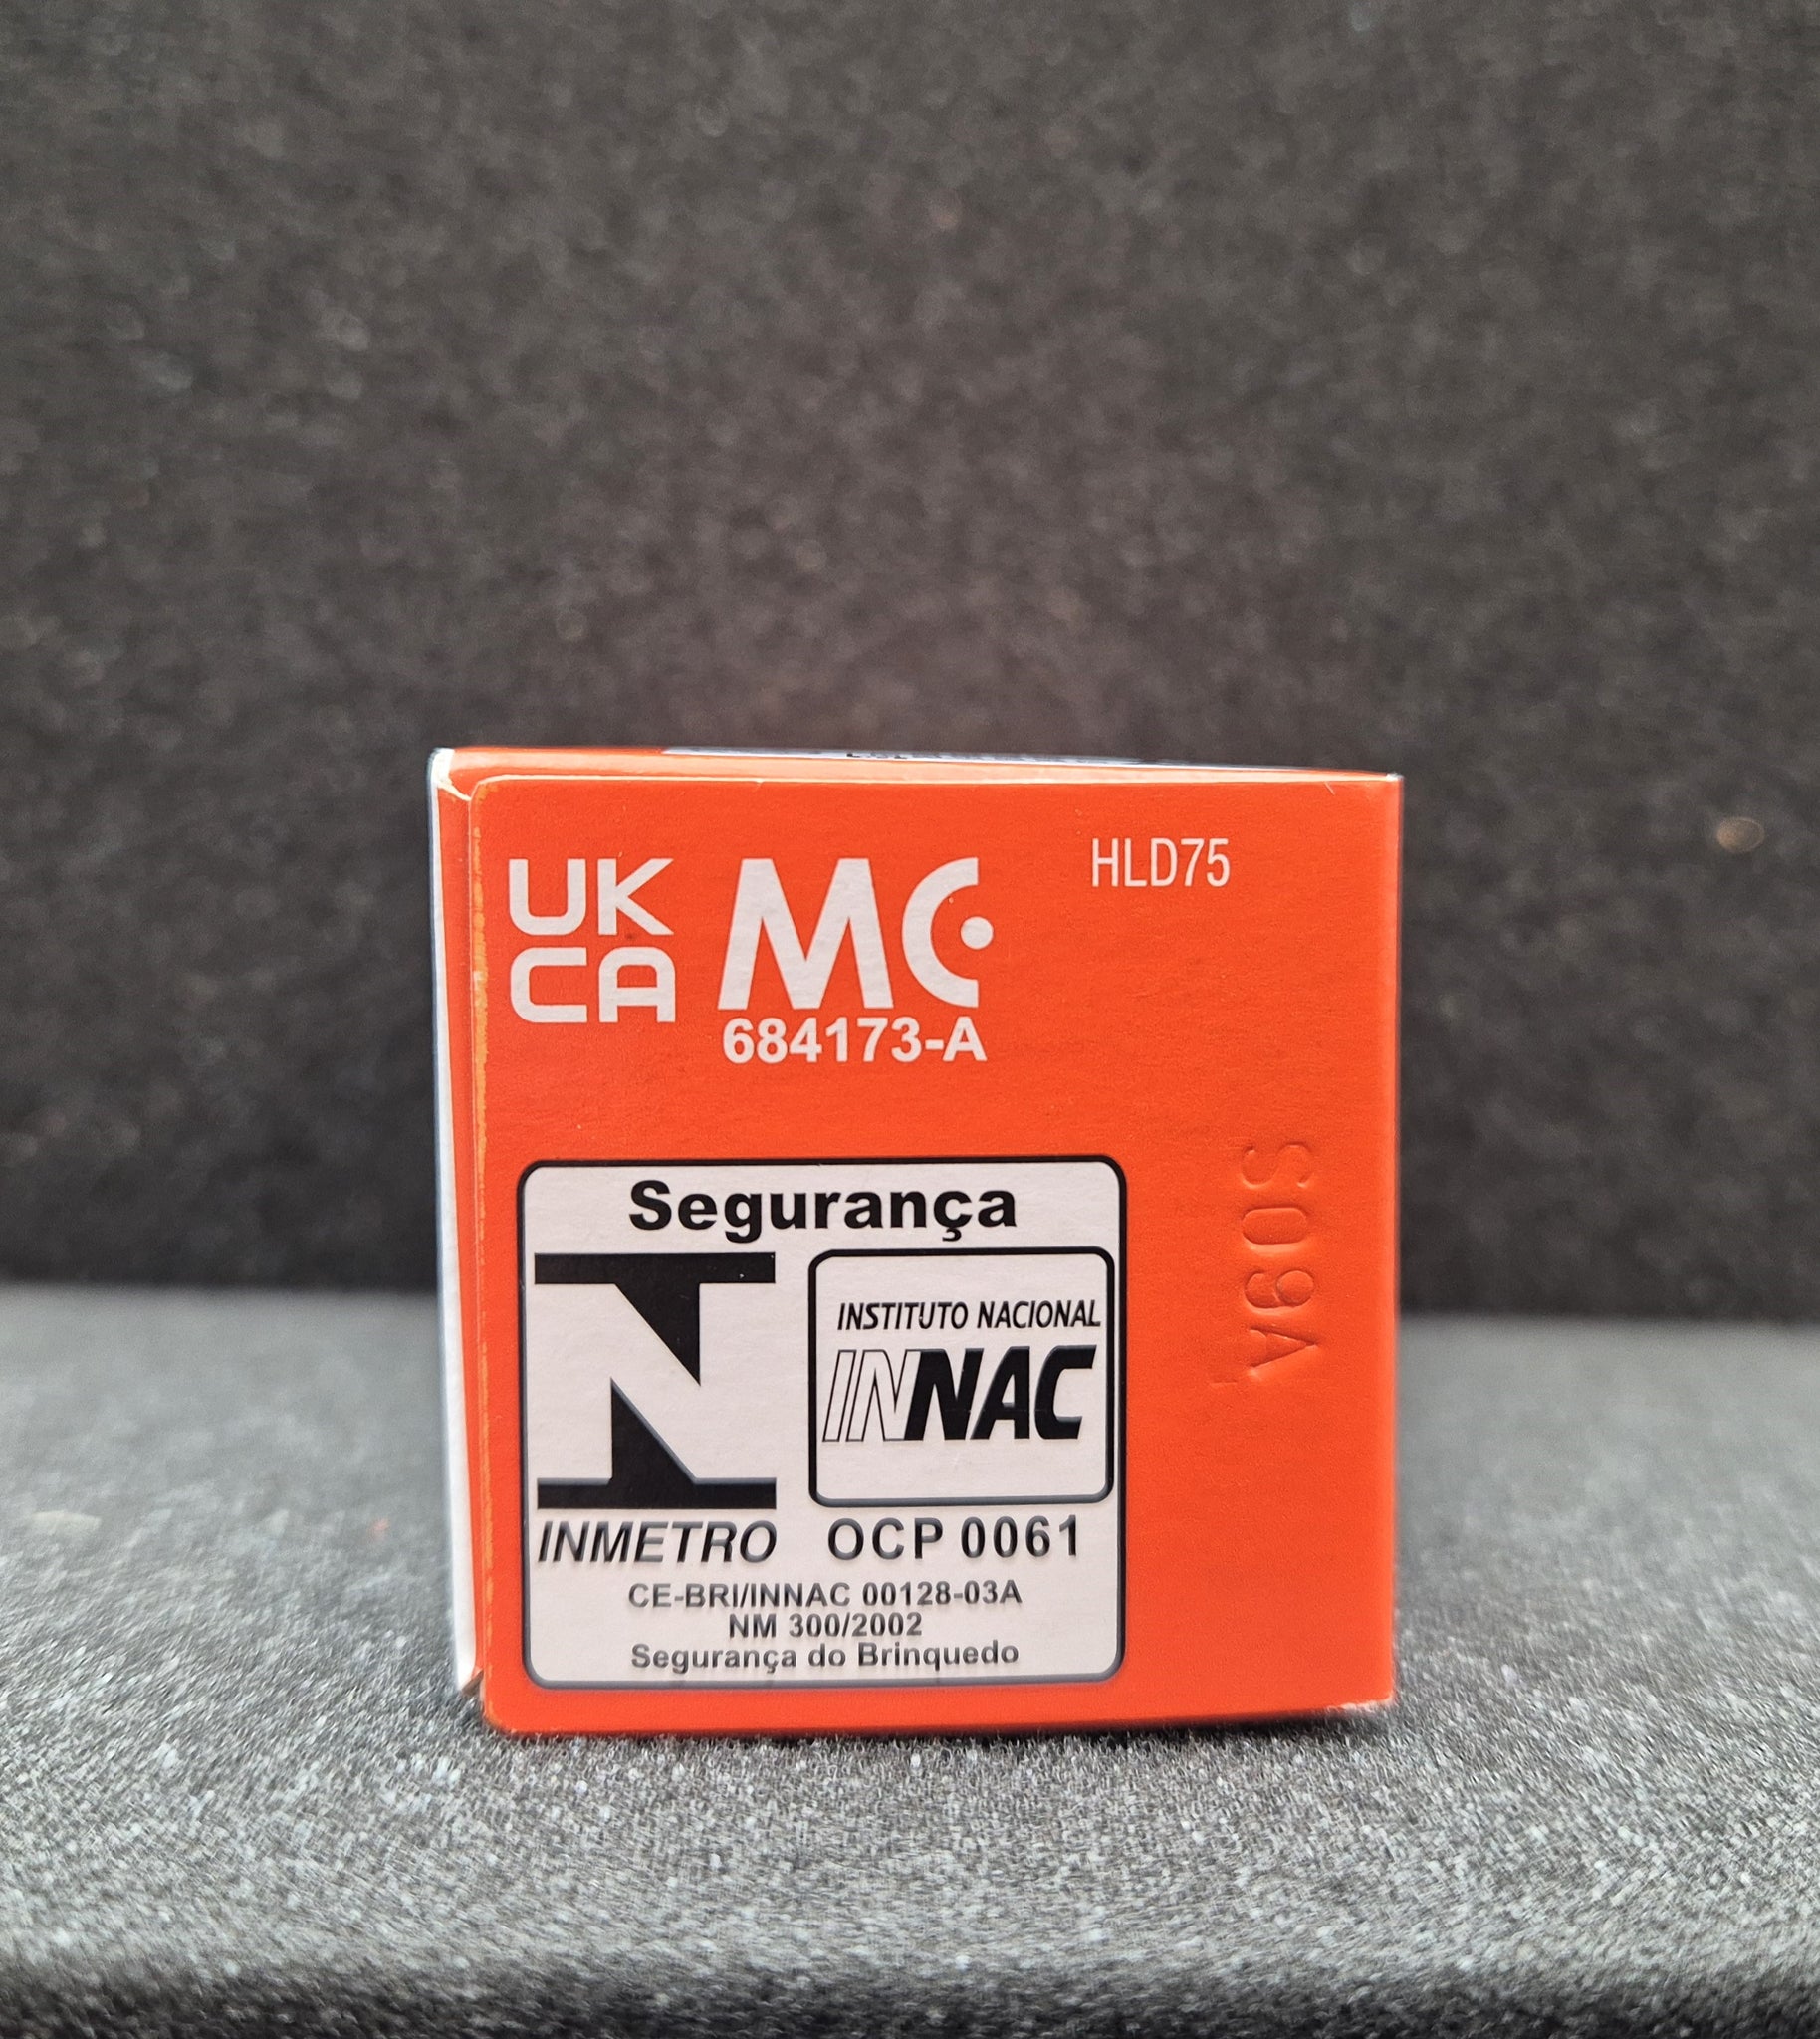 UK
CA
MC
684173-A
HLD75
S09A
Segurança
INSTITUTO NACIONAL
INNAC
INMETRO
OCP 0061
CE-BRI/INNAC 00128-03A
NM 300/2002
Segurança do Brinquedo